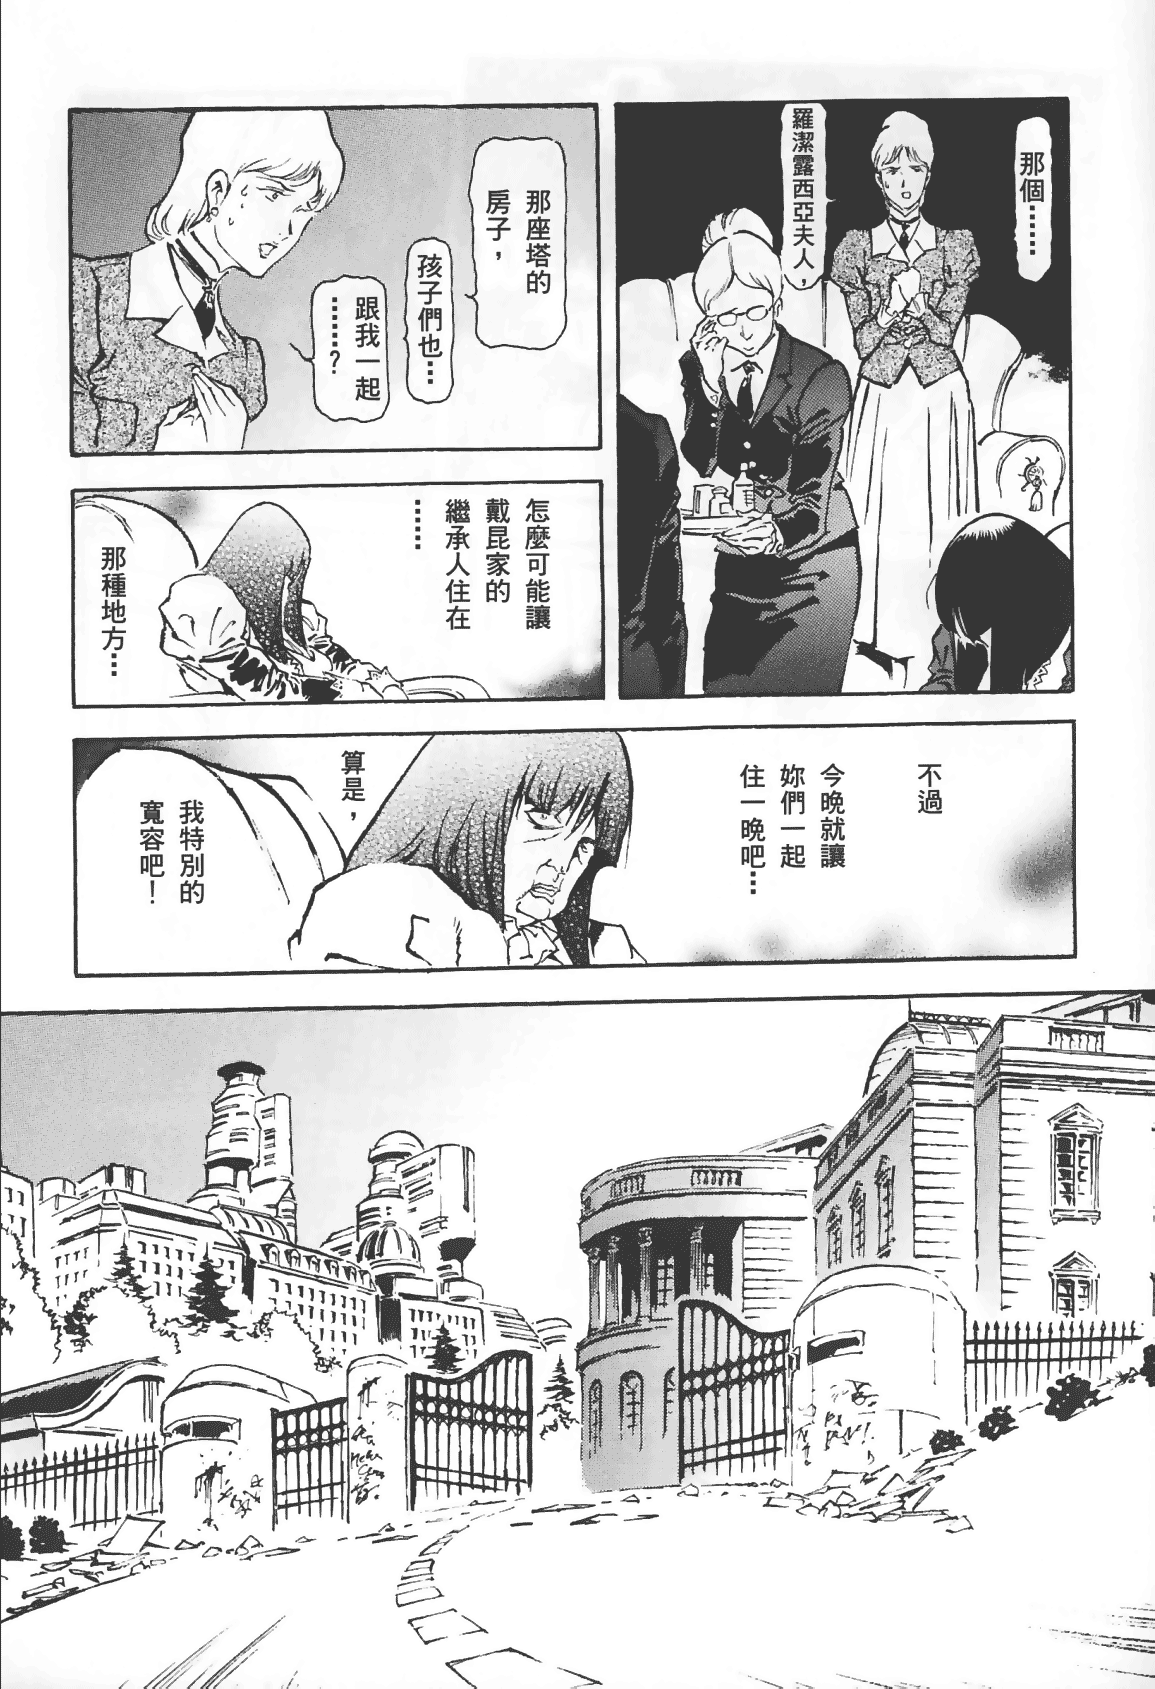 那個……
羅潔露西亞夫人，
那座塔的
房子，
孩子們也…
跟我一起
……?
怎麼可能讓
戴昆家的
繼承人住在
……
那種地方…
不過
今晚就讓
妳們一起
住一晚吧…
算是，
我特別的
寬容吧！